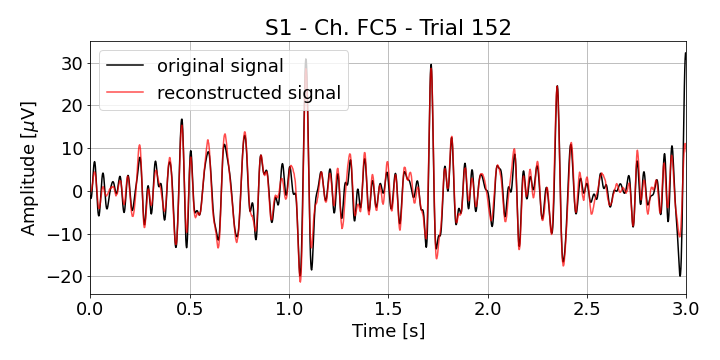 S1 - Ch. FC5 - Trial 152
original signal
reconstructed signal
Amplitude [μV]
30
20
10
0
−10
−20
0.0 0.5 1.0 1.5 2.0 2.5 3.0
Time [s]